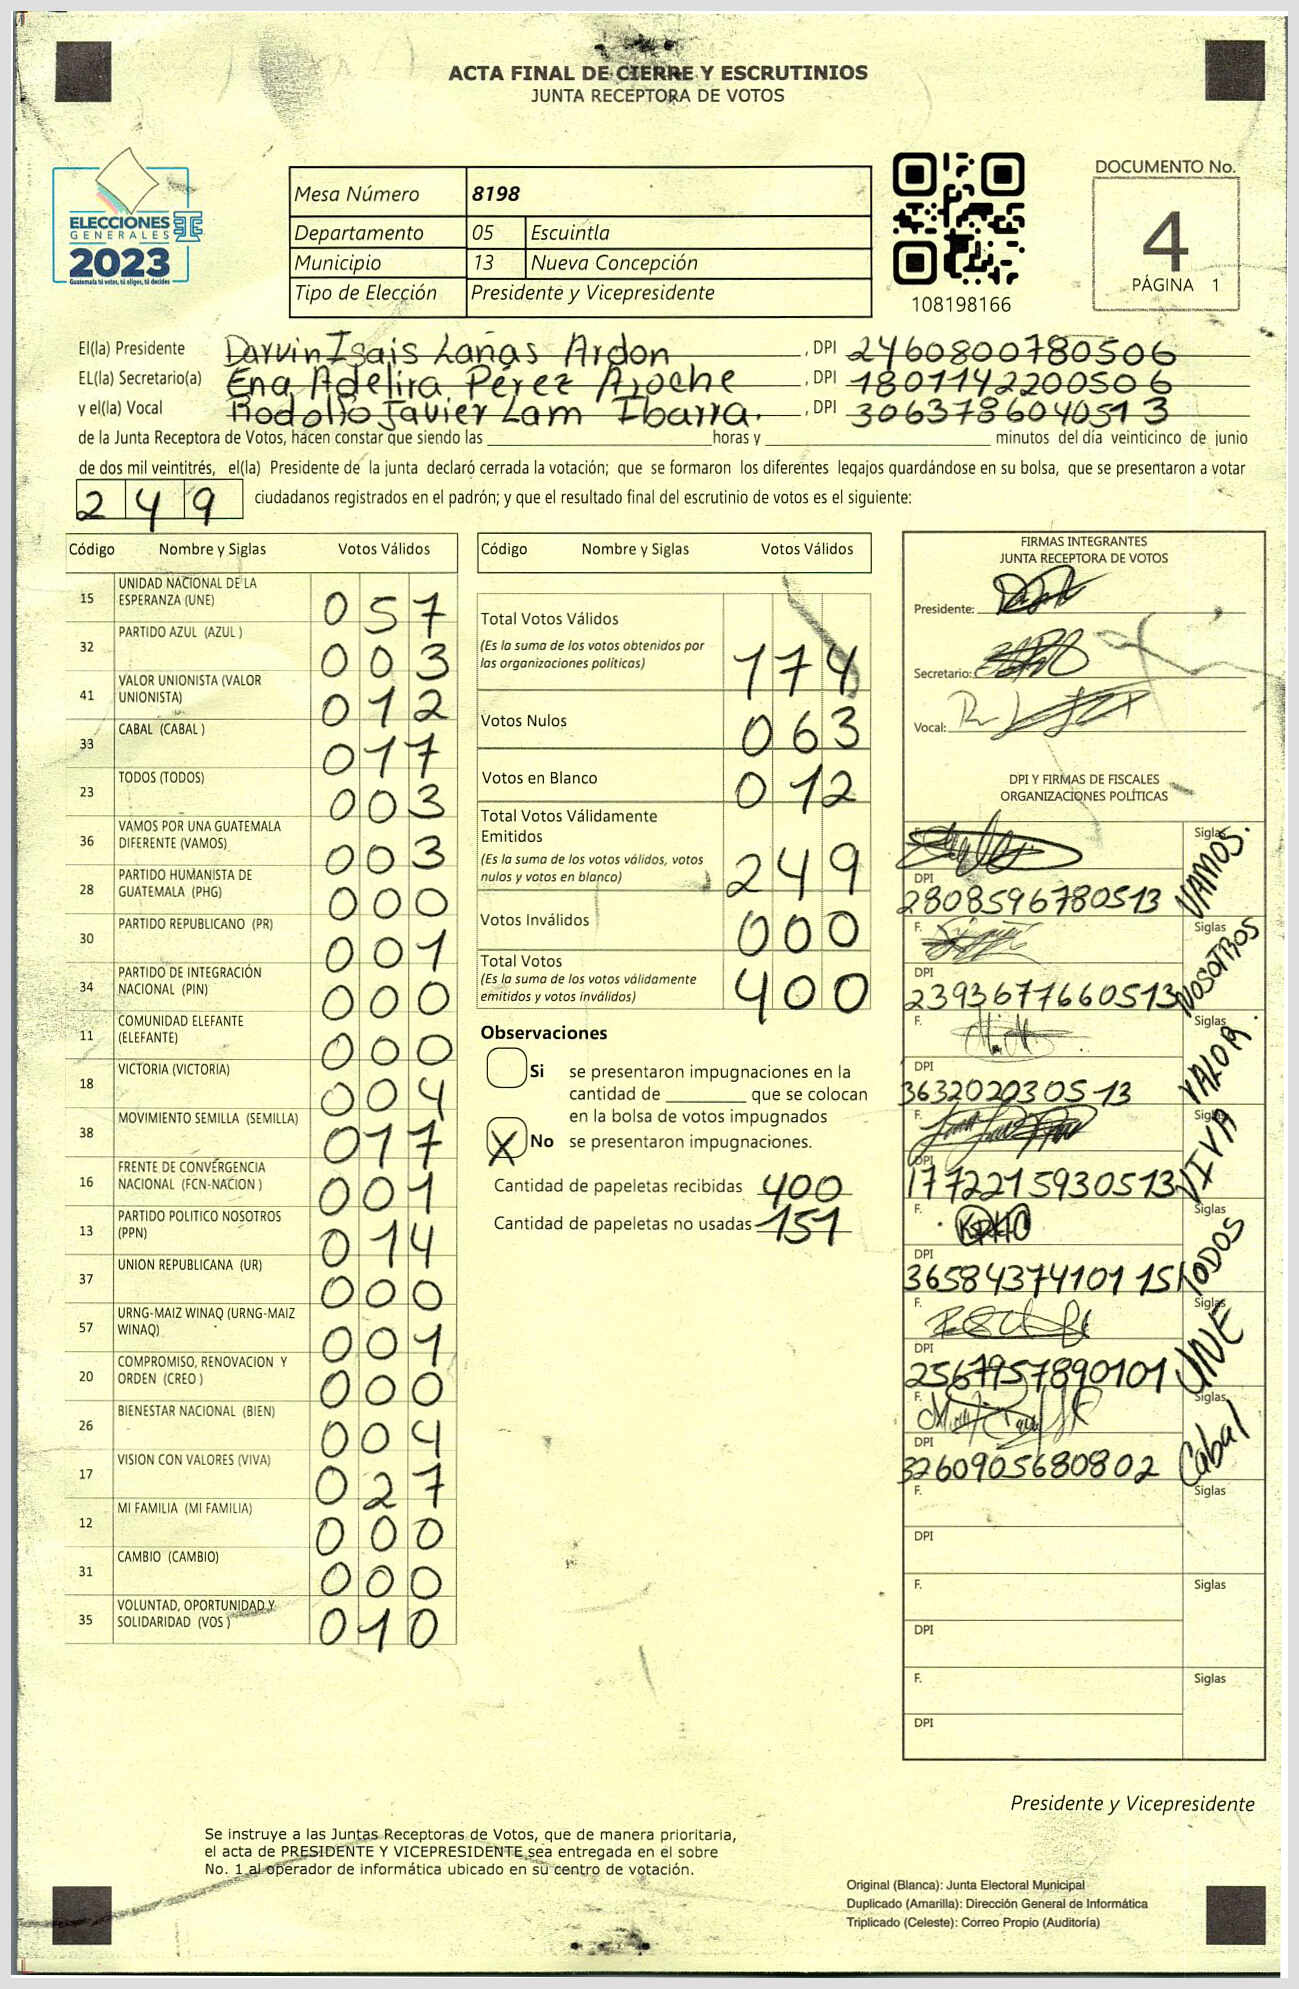 ACTA FINAL DE CIERRE Y ESCRUTINIOS
JUNTA RECEPTORA DE VOTOS
ELECCIONES
GENERALES
2023
Guatemala tú votas, tú eliges, tú decides
Mesa Número 8198
Departamento 05 Escuintla
Municipio 13 Nueva Concepción
Tipo de Elección Presidente y Vicepresidente
108198166
DOCUMENTO No.
4
PÁGINA 1
El(la) Presidente Darvin Isais Lañas Ardon, DPI 2460800780506
EL(la) Secretario(a) Ena Adelira Pérez Aroche, DPI 1801142200506
y el(la) Vocal Rodolfo Javier Lam Ibarra., DPI 3063786040513
de la Junta Receptora de Votos, hacen constar que siendo las horas y minutos del día veinticinco de junio
de dos mil veintitrés, el(la) Presidente de la junta declaró cerrada la votación; que se formaron los diferentes legajos quardándose en su bolsa, que se presentaron a votar
249 ciudadanos registrados en el padrón; y que el resultado final del escrutinio de votos es el siguiente:
Código Nombre y Siglas Votos Válidos
15 UNIDAD NACIONAL DE LA ESPERANZA (UNE) 057
32 PARTIDO AZUL (AZUL ) 003
41 VALOR UNIONISTA (VALOR UNIONISTA) 012
33 CABAL (CABAL ) 017
23 TODOS (TODOS) 003
36 VAMOS POR UNA GUATEMALA DIFERENTE (VAMOS) 003
28 PARTIDO HUMANISTA DE GUATEMALA (PHG) 000
30 PARTIDO REPUBLICANO (PR) 001
34 PARTIDO DE INTEGRACIÓN NACIONAL (PIN) 000
11 COMUNIDAD ELEFANTE (ELEFANTE) 000
18 VICTORIA (VICTORIA) 004
38 MOVIMIENTO SEMILLA (SEMILLA) 017
16 FRENTE DE CONVERGENCIA NACIONAL (FCN-NACION ) 001
13 PARTIDO POLITICO NOSOTROS (PPN) 014
37 UNION REPUBLICANA (UR) 000
57 URNG-MAIZ WINAQ (URNG-MAIZ WINAQ) 001
20 COMPROMISO, RENOVACION Y ORDEN (CREO ) 000
26 BIENESTAR NACIONAL (BIEN) 004
17 VISION CON VALORES (VIVA) 027
12 MI FAMILIA (MI FAMILIA) 000
31 CAMBIO (CAMBIO) 000
35 VOLUNTAD, OPORTUNIDAD Y SOLIDARIDAD (VOS ) 010
Código Nombre y Siglas Votos Válidos
Total Votos Válidos
(Es la suma de los votos obtenidos por
las organizaciones políticas) 174
Votos Nulos 063
Votos en Blanco 012
Total Votos Válidamente
Emitidos
(Es la suma de los votos válidos, votos
nulos y votos en blanco) 249
Votos Inválidos 000
Total Votos
(Es la suma de los votos válidamente
emitidos y votos inválidos) 400
Observaciones
Si se presentaron impugnaciones en la
cantidad de que se colocan
en la bolsa de votos impugnados
X No se presentaron impugnaciones.
Cantidad de papeletas recibidas 400
Cantidad de papeletas no usadas 151
FIRMAS INTEGRANTES
JUNTA RECEPTORA DE VOTOS
Presidente:
Secretario:
Vocal:
DPI Y FIRMAS DE FISCALES
ORGANIZACIONES POLÍTICAS
F. Siglas VAMOS.
DPI 2808596780513
F. Siglas NOSOTROS
DPI 2393677660513
F. Siglas VALOR.
DPI 363202030513
F. Siglas VIVA
DPI 1772215930513
F. Siglas TODOS
DPI 36584374101 151
F. Siglas UNE
DPI 2567957890101
F. Siglas Cabal
DPI 3260905680802
F. Siglas
DPI
F. Siglas
DPI
F. Siglas
DPI
Presidente y Vicepresidente
Se instruye a las Juntas Receptoras de Votos, que de manera prioritaria,
el acta de PRESIDENTE Y VICEPRESIDENTE sea entregada en el sobre
No. 1 al operador de informática ubicado en su centro de votación.
Original (Blanca): Junta Electoral Municipal
Duplicado (Amarilla): Dirección General de Informática
Triplicado (Celeste): Correo Propio (Auditoría)